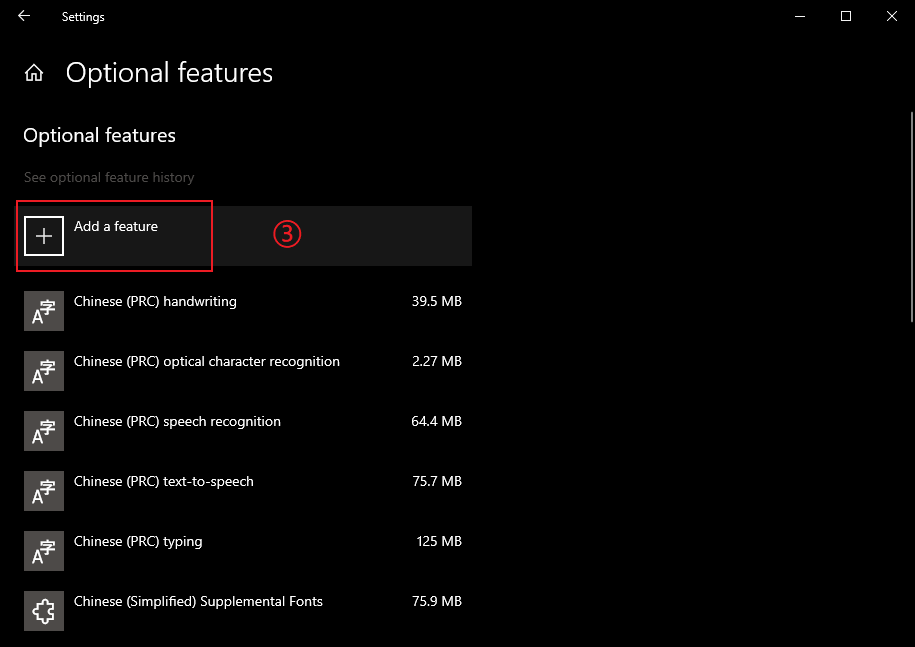 Settings
Optional features
Optional features
See optional feature history
Add a feature
③
Chinese (PRC) handwriting 39.5 MB
Chinese (PRC) optical character recognition 2.27 MB
Chinese (PRC) speech recognition 64.4 MB
Chinese (PRC) text-to-speech 75.7 MB
Chinese (PRC) typing 125 MB
Chinese (Simplified) Supplemental Fonts 75.9 MB